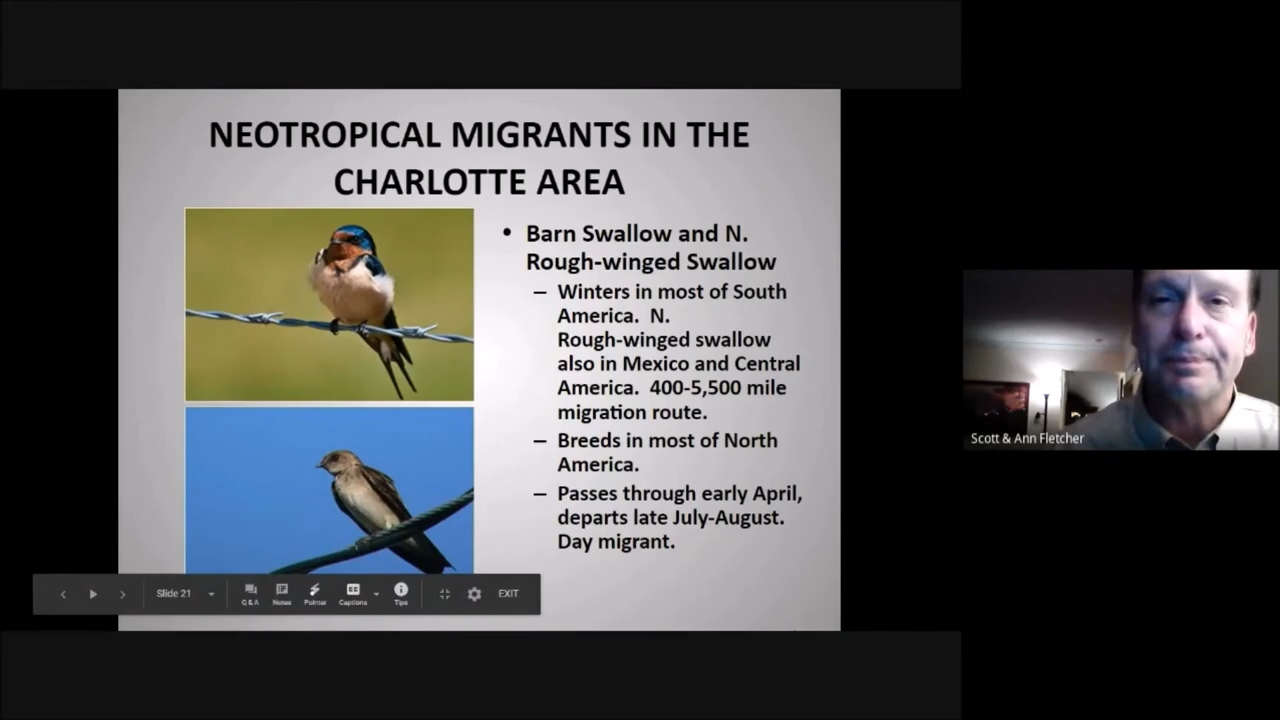 NEOTROPICAL MIGRANTS IN THE
CHARLOTTE AREA
• Barn Swallow and N.
Rough-winged Swallow
– Winters in most of South
America. N.
Rough-winged swallow
also in Mexico and Central
America. 400-5,500 mile
migration route.
– Breeds in most of North
America.
– Passes through early April,
departs late July-August.
Day migrant.
Slide 21
Q & A
Notes
Pointer
Captions
Tips
EXIT
Scott & Ann Fletcher